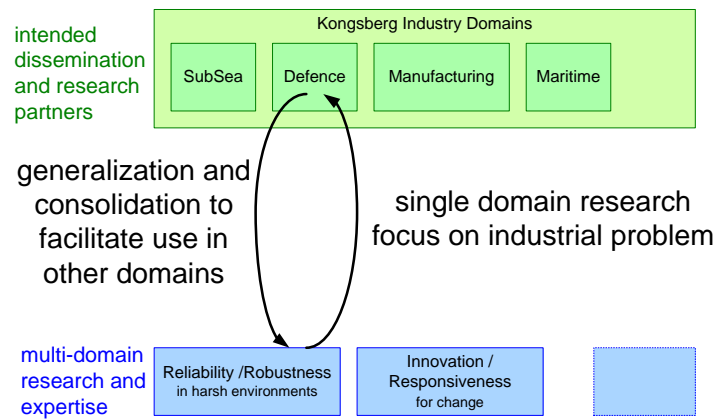 intended
dissemination
and research
partners
Kongsberg Industry Domains
SubSea
Defence
Manufacturing
Maritime
generalization and
consolidation to
facilitate use in
other domains
single domain research
focus on industrial problem
multi-domain
research and
expertise
Reliability /Robustness
in harsh environments
Innovation /
Responsiveness
for change